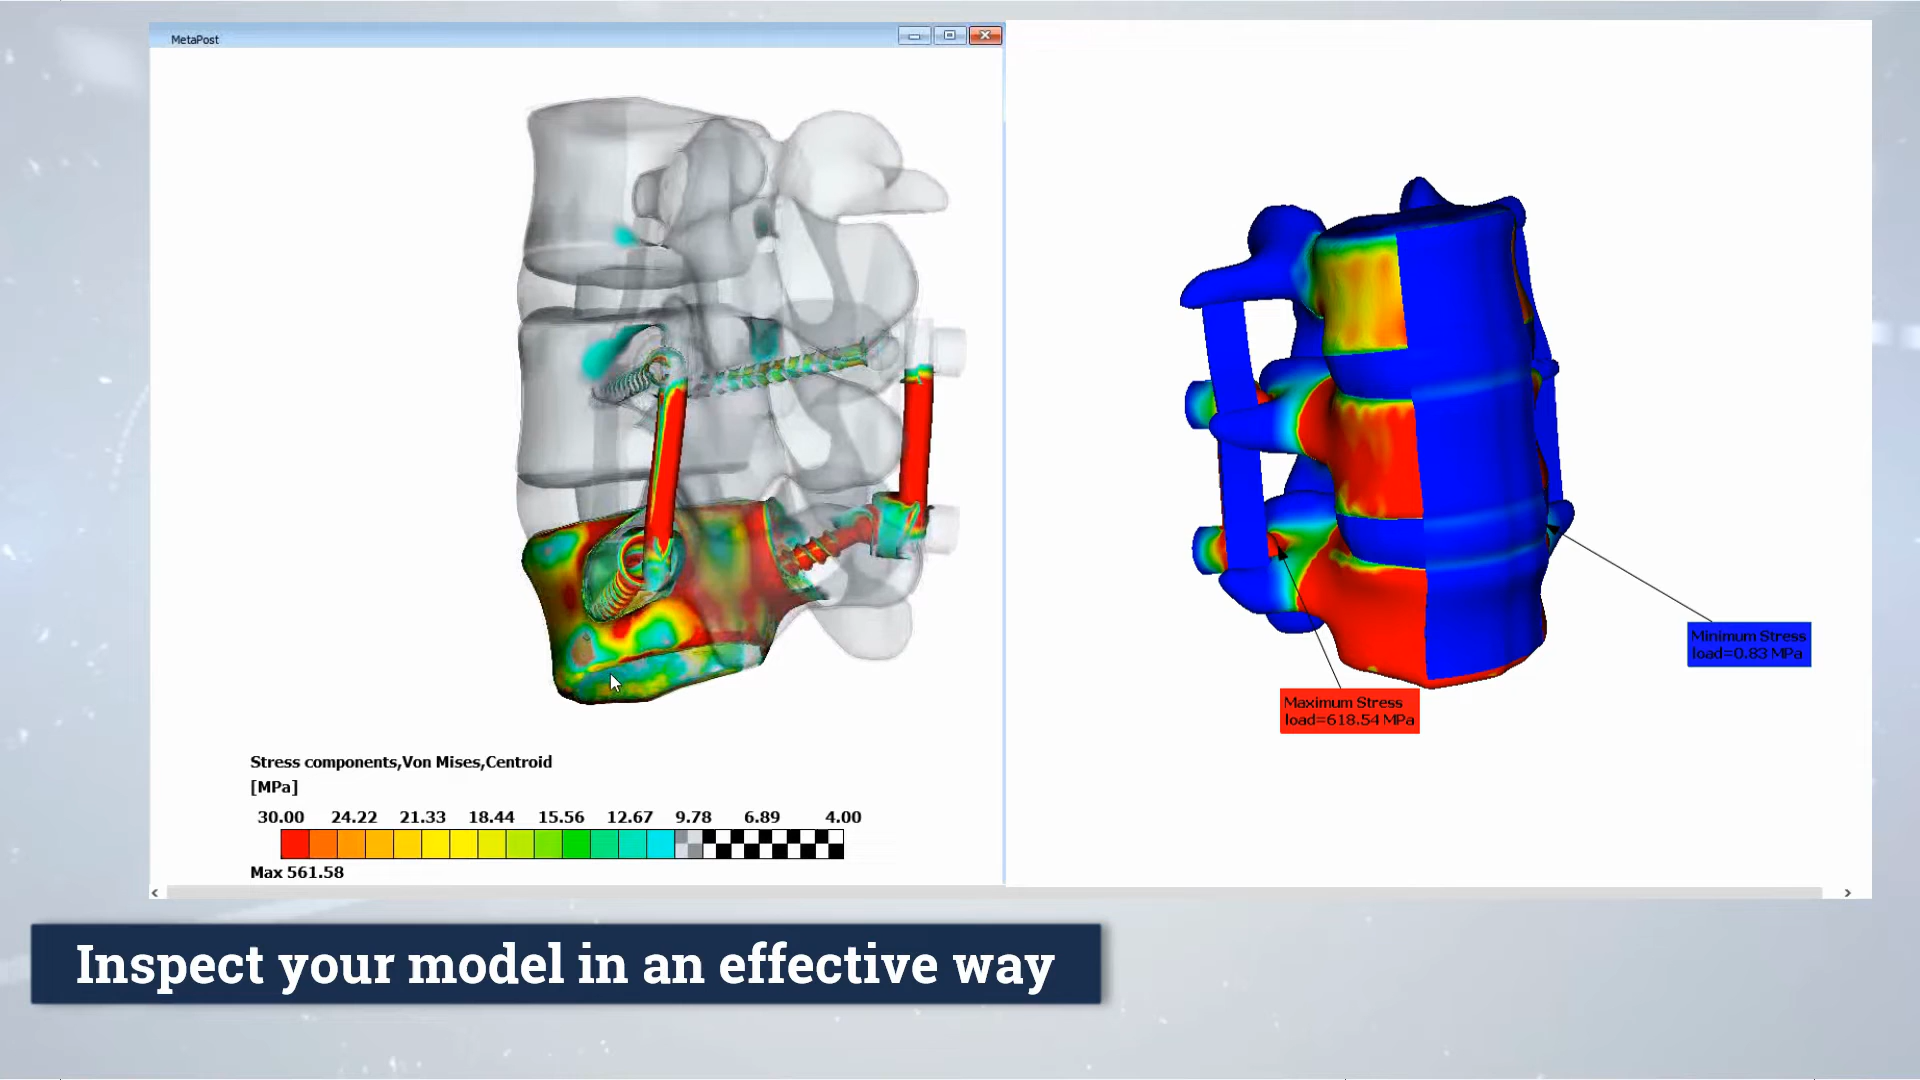 MetaPost
Minimum Stress
load=0.83 MPa
Maximum Stress
load=618.54 MPa
Stress components,Von Mises,Centroid
[MPa]
30.00 24.22 21.33 18.44 15.56 12.67 9.78 6.89 4.00
Max 561.58
Inspect your model in an effective way